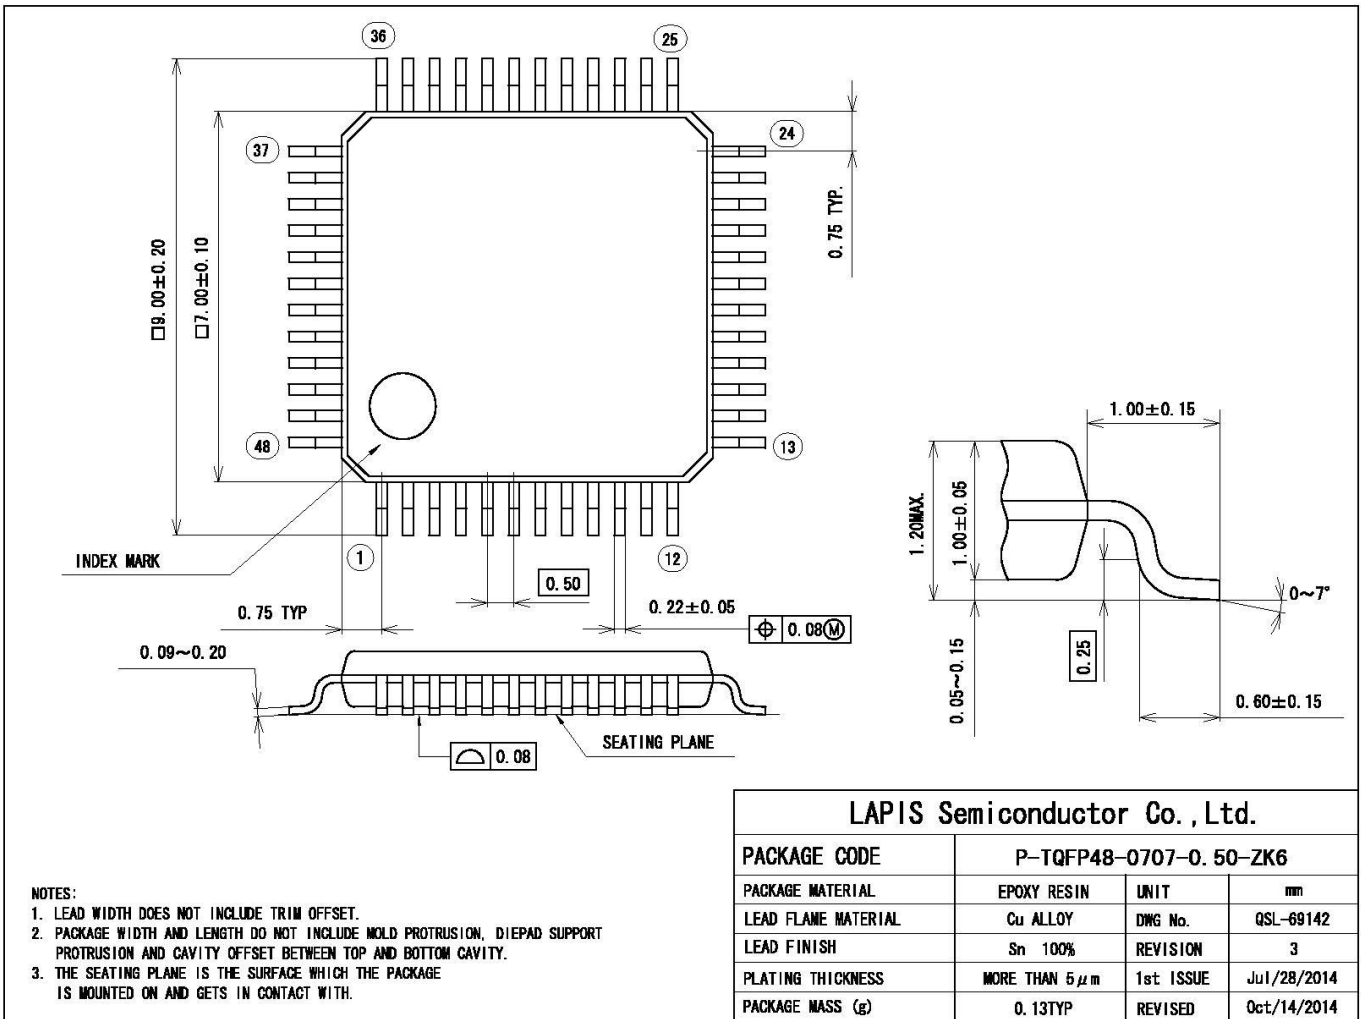 36
25
37
24
□9.00±0.20
□7.00±0.10
0.75 TYP.
48
13
1
12
INDEX MARK
0.50
0.75 TYP
0.22±0.05
⌖ 0.08Ⓜ
0.09~0.20
SEATING PLANE
⌓ 0.08
1.00±0.15
1.20MAX.
1.00±0.05
0.05~0.15
0.25
0~7°
0.60±0.15
NOTES:
1. LEAD WIDTH DOES NOT INCLUDE TRIM OFFSET.
2. PACKAGE WIDTH AND LENGTH DO NOT INCLUDE MOLD PROTRUSION, DIEPAD SUPPORT
PROTRUSION AND CAVITY OFFSET BETWEEN TOP AND BOTTOM CAVITY.
3. THE SEATING PLANE IS THE SURFACE WHICH THE PACKAGE
IS MOUNTED ON AND GETS IN CONTACT WITH.
LAPIS Semiconductor Co.,Ltd.
PACKAGE CODE P-TQFP48-0707-0.50-ZK6
PACKAGE MATERIAL EPOXY RESIN UNIT mm
LEAD FLAME MATERIAL Cu ALLOY DWG No. QSL-69142
LEAD FINISH Sn 100% REVISION 3
PLATING THICKNESS MORE THAN 5μm 1st ISSUE Jul/28/2014
PACKAGE MASS (g) 0.13TYP REVISED Oct/14/2014